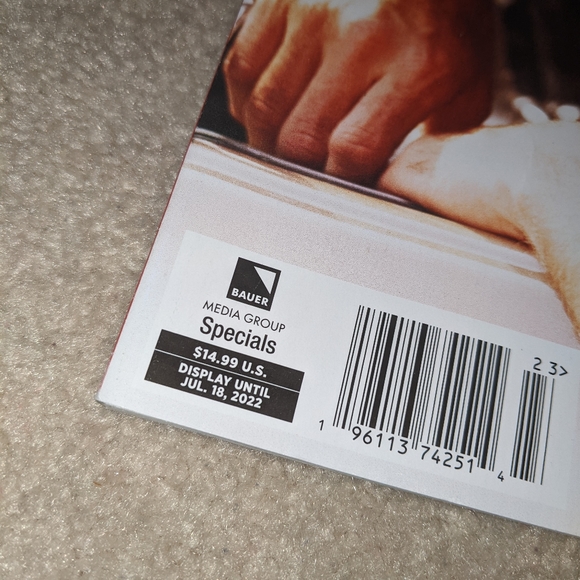 BAUER
MEDIA GROUP
Specials
$14.99 U.S.
DISPLAY UNTIL
JUL. 18, 2022
2 3>
1 96113 74251 4